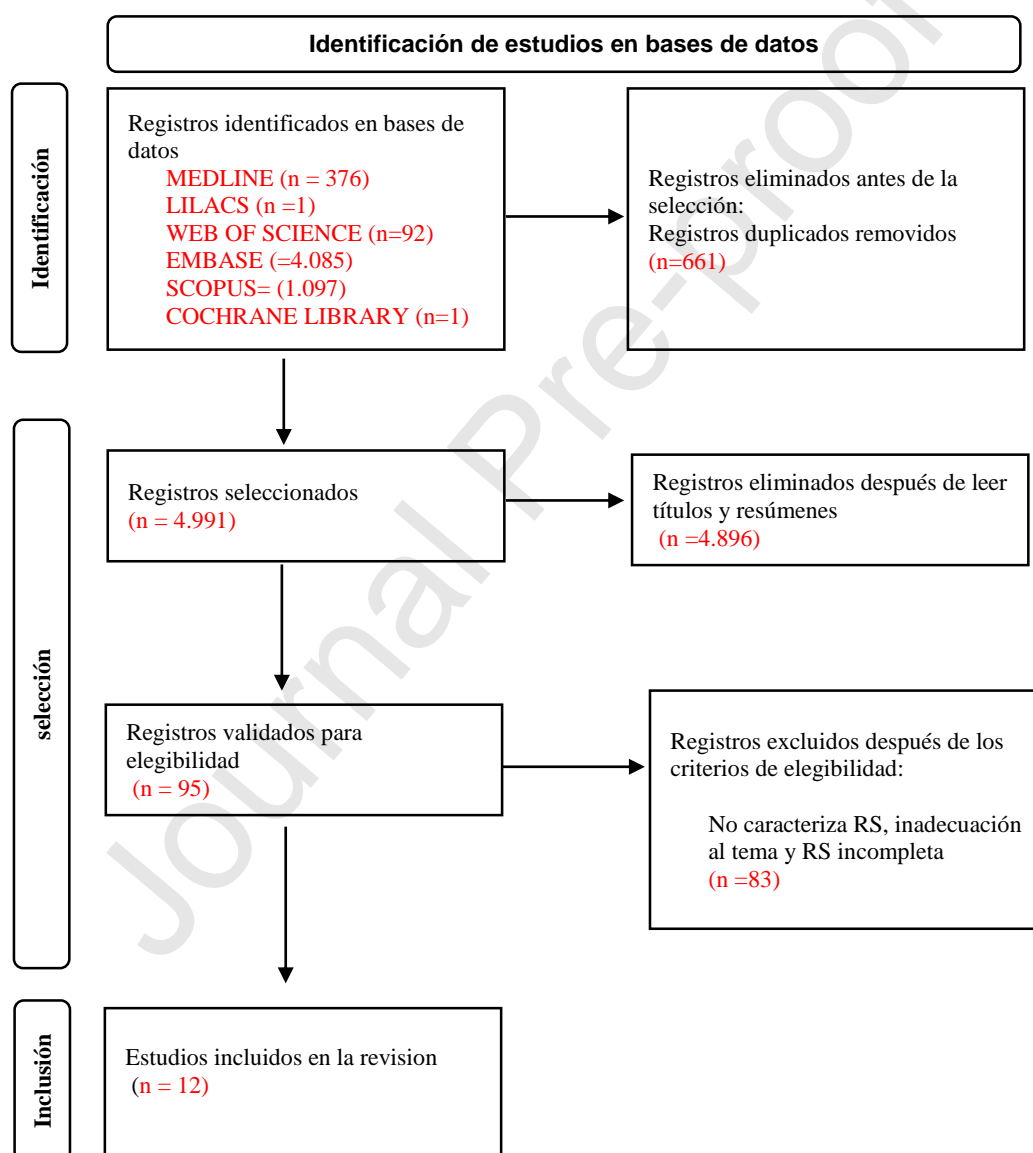 Identificación de estudios en bases de datos
Identificación
Registros identificados en bases de
datos
MEDLINE (n = 376)
LILACS (n =1)
WEB OF SCIENCE (n=92)
EMBASE (=4.085)
SCOPUS= (1.097)
COCHRANE LIBRARY (n=1)
Registros eliminados antes de la
selección:
Registros duplicados removidos
(n=661)
selección
Registros seleccionados
(n = 4.991)
Registros eliminados después de leer
títulos y resúmenes
(n =4.896)
Registros validados para
elegibilidad
(n = 95)
Registros excluidos después de los
criterios de elegibilidad:
No caracteriza RS, inadecuación
al tema y RS incompleta
(n =83)
Inclusión
Estudios incluidos en la revision
(n = 12)
Journal Pre-proof